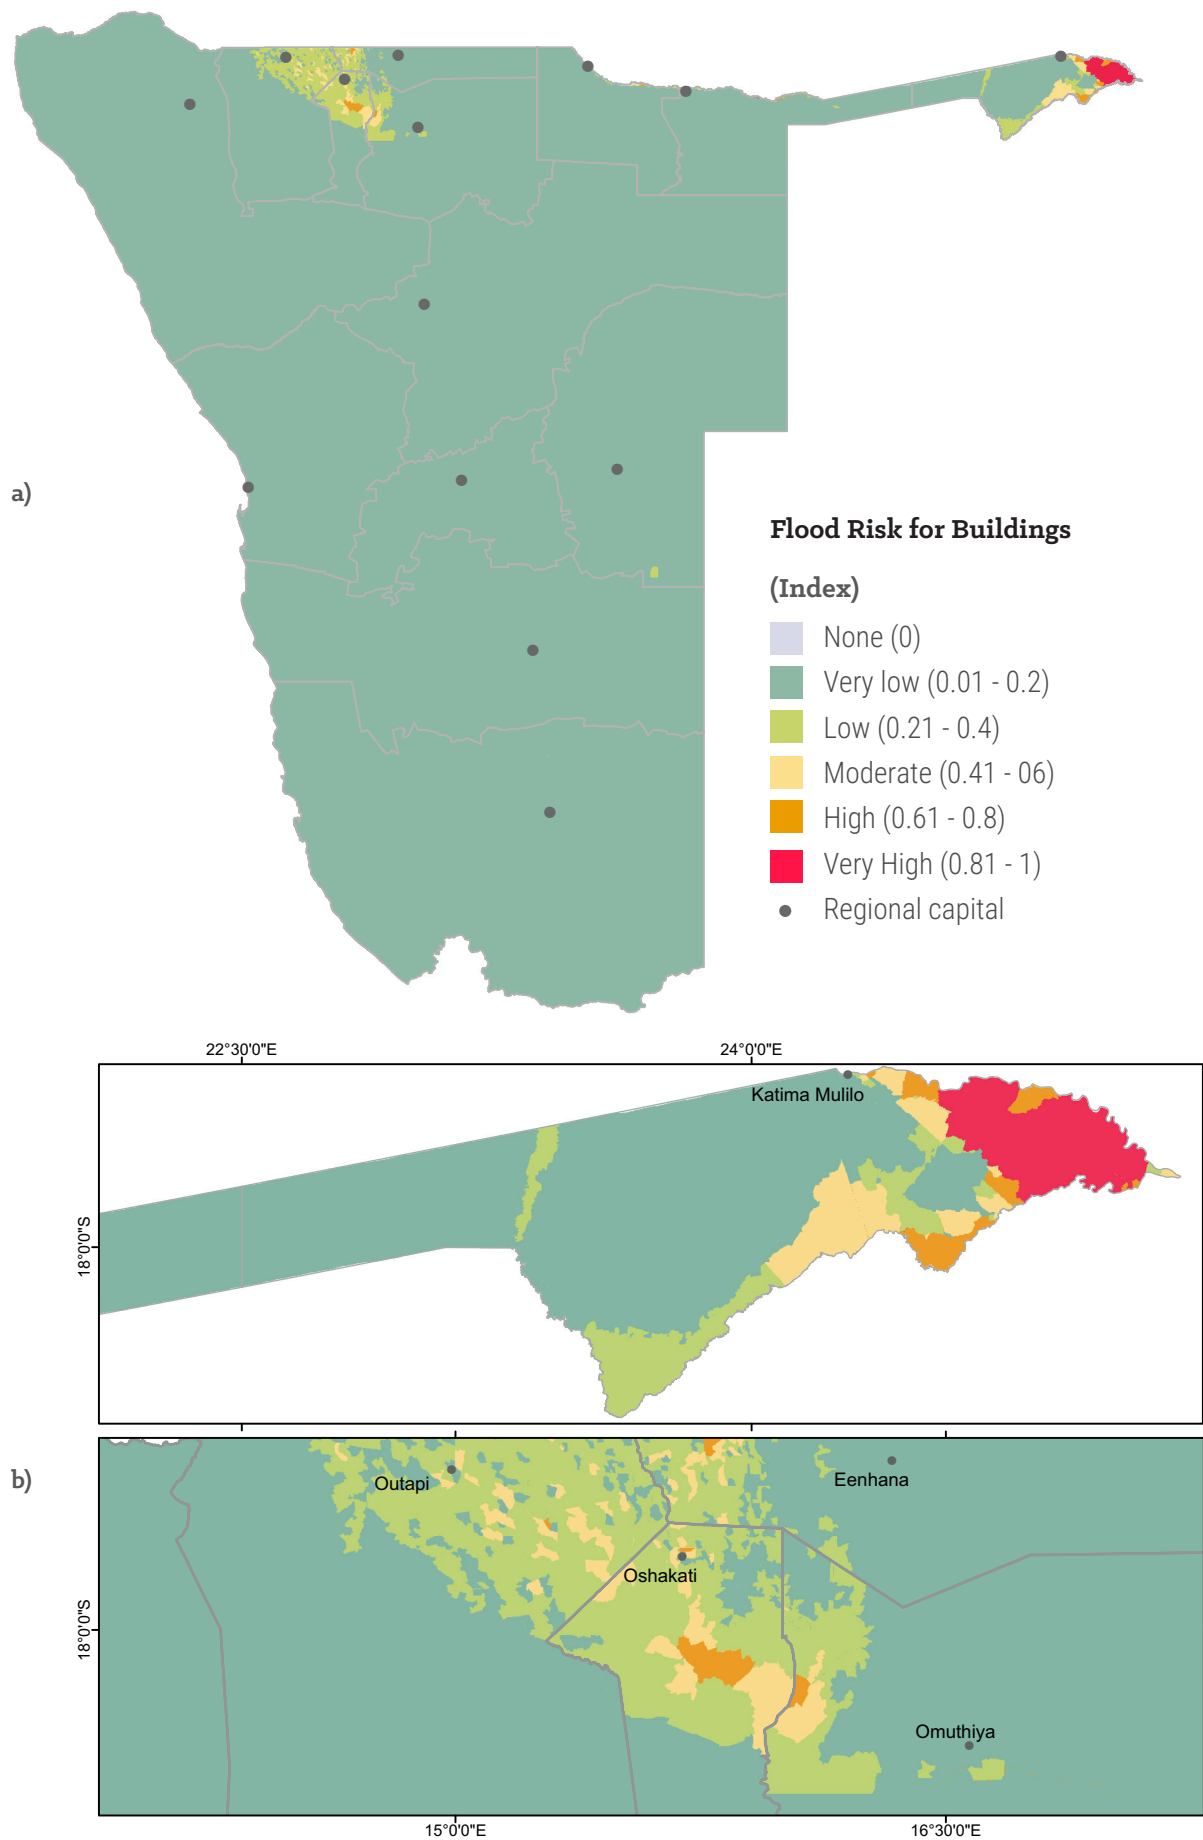 a)
Flood Risk for Buildings
(Index)
None (0)
Very low (0.01 - 0.2)
Low (0.21 - 0.4)
Moderate (0.41 - 06)
High (0.61 - 0.8)
Very High (0.81 - 1)
Regional capital
22°30'0"E
24°0'0"E
Katima Mulilo
18°0'0"S
b)
Outapi
Eenhana
Oshakati
18°0'0"S
Omuthiya
15°0'0"E
16°30'0"E